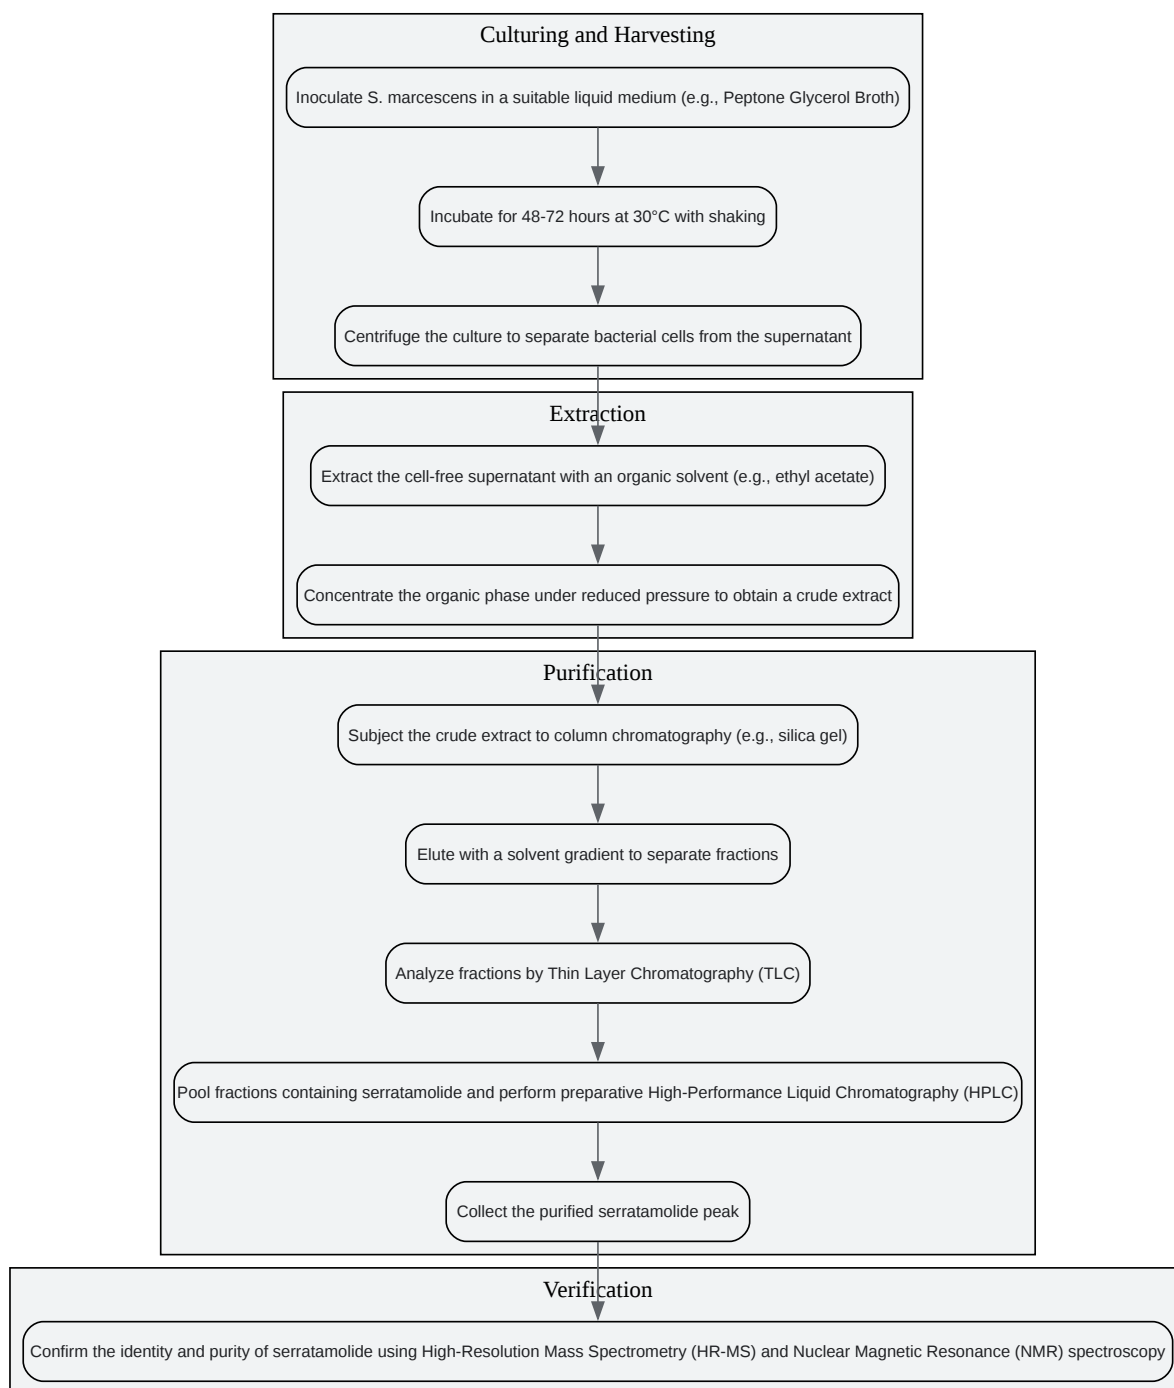 Culturing and Harvesting
Inoculate S. marcescens in a suitable liquid medium (e.g., Peptone Glycerol Broth)
Incubate for 48-72 hours at 30°C with shaking
Centrifuge the culture to separate bacterial cells from the supernatant
Extraction
Extract the cell-free supernatant with an organic solvent (e.g., ethyl acetate)
Concentrate the organic phase under reduced pressure to obtain a crude extract
Purification
Subject the crude extract to column chromatography (e.g., silica gel)
Elute with a solvent gradient to separate fractions
Analyze fractions by Thin Layer Chromatography (TLC)
Pool fractions containing serratamolide and perform preparative High-Performance Liquid Chromatography (HPLC)
Collect the purified serratamolide peak
Verification
Confirm the identity and purity of serratamolide using High-Resolution Mass Spectrometry (HR-MS) and Nuclear Magnetic Resonance (NMR) spectroscopy